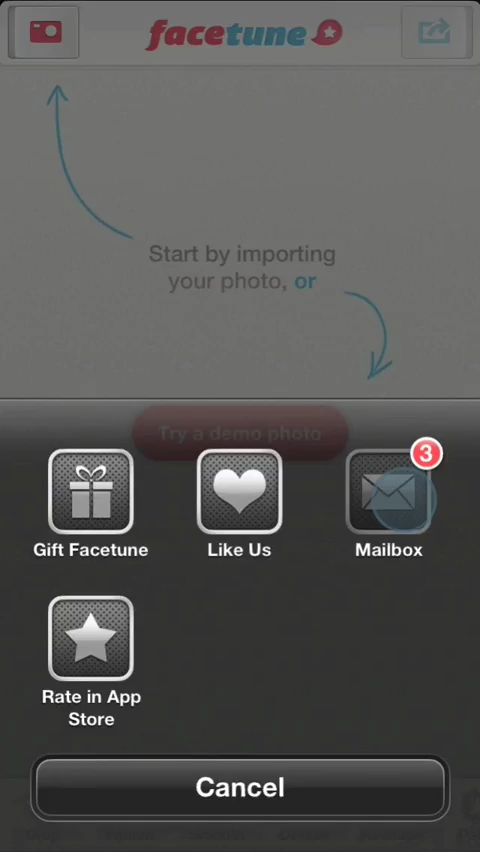 facetune
Start by importing
your photo, or
Try a demo photo
3
Gift Facetune
Like Us
Mailbox
Rate in App
Store
Cancel